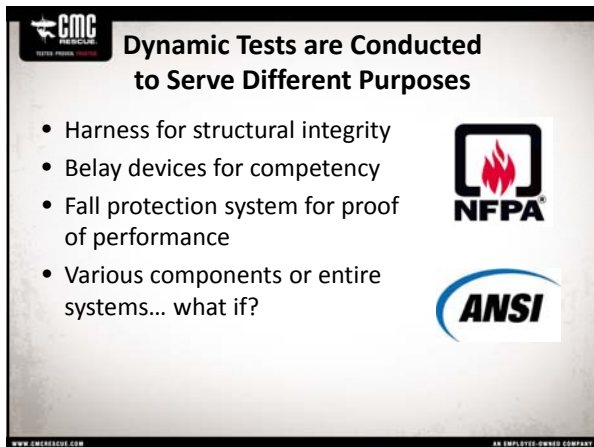 CMC
RESCUE.
TESTED. PROVEN. TRUSTED.
Dynamic Tests are Conducted
to Serve Different Purposes
• Harness for structural integrity
• Belay devices for competency
• Fall protection system for proof
of performance
• Various components or entire
systems… what if?
NFPA®
ANSI
WWW.CMCRESCUE.COM
AN EMPLOYEE-OWNED COMPANY